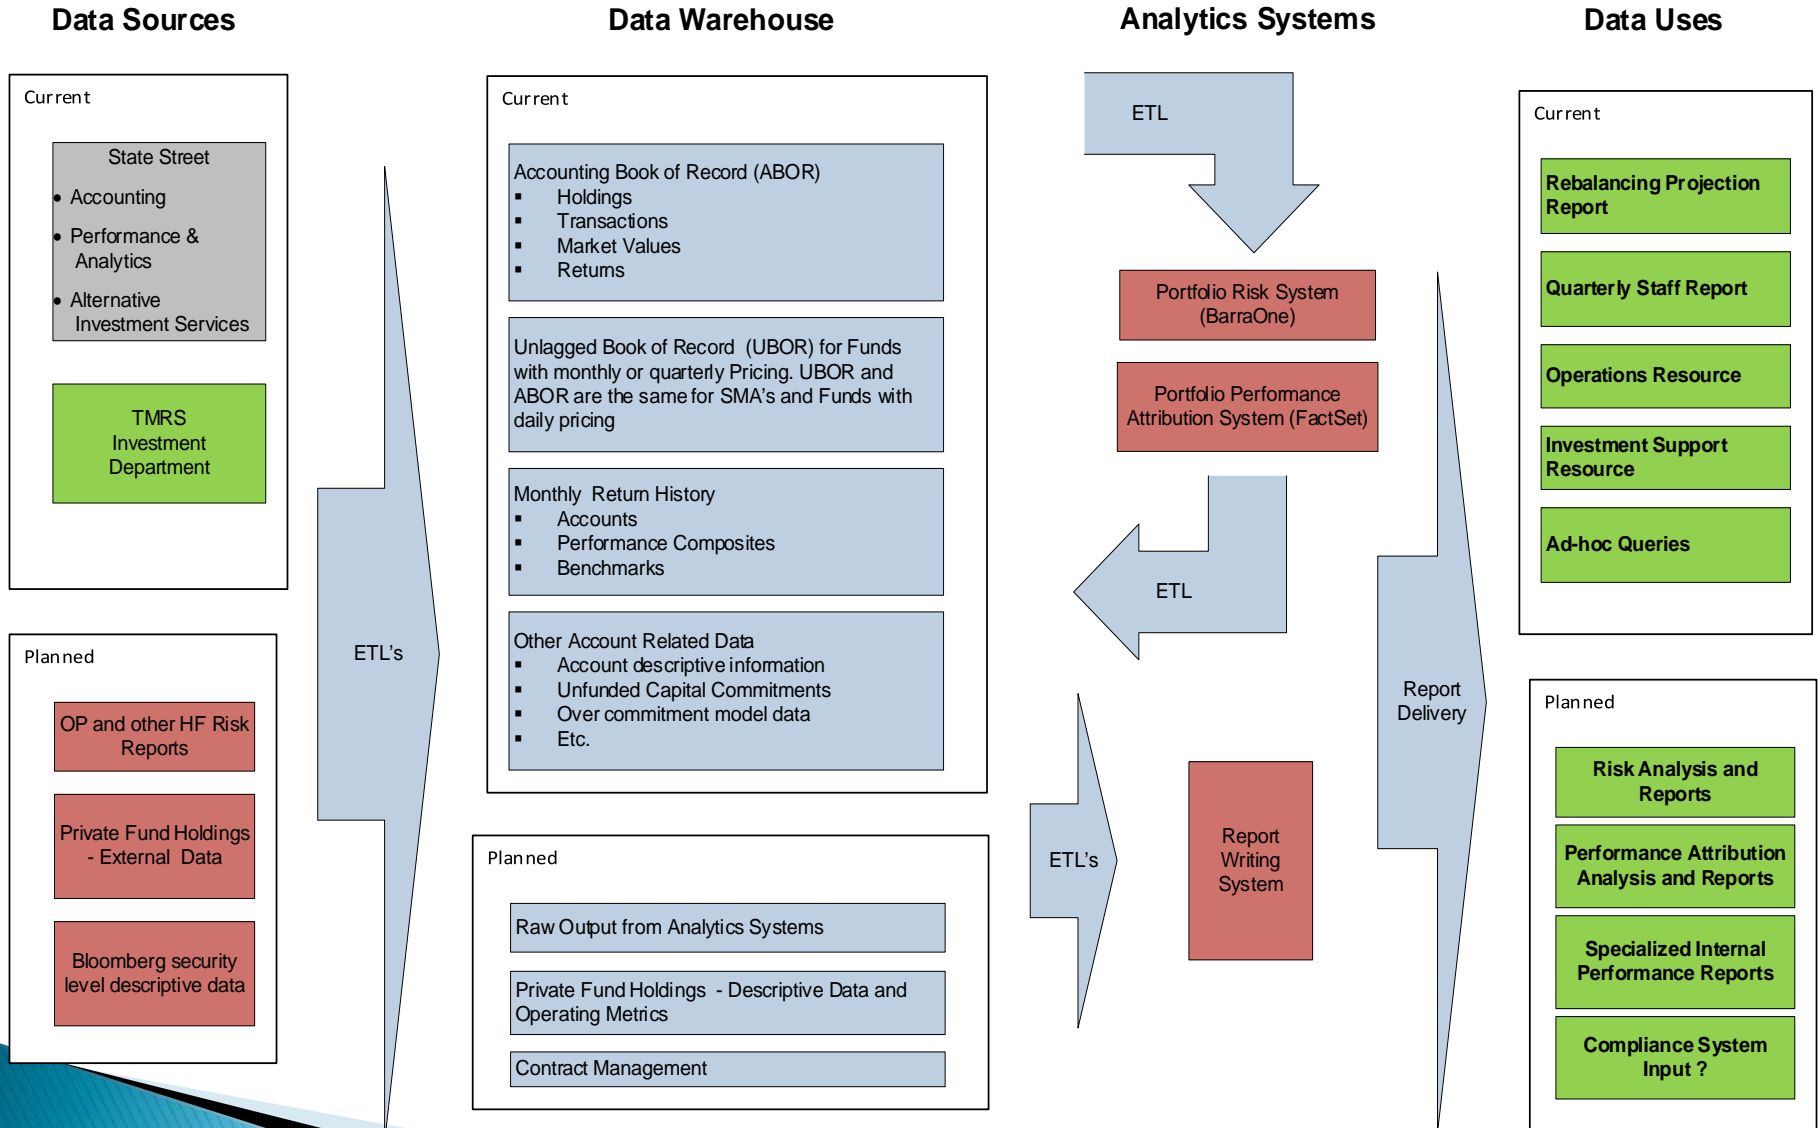 Data Sources
Data Warehouse
Analytics Systems
Data Uses
Current
State Street
• Accounting
• Performance &
Analytics
• Alternative
Investment Services
TMRS
Investment
Department
Planned
OP and other HF Risk
Reports
Private Fund Holdings
- External Data
Bloomberg security
level descriptive data
ETL's
Current
Accounting Book of Record (ABOR)
▪ Holdings
▪ Transactions
▪ Market Values
▪ Returns
Unlagged Book of Record (UBOR) for Funds
with monthly or quarterly Pricing. UBOR and
ABOR are the same for SMA's and Funds with
daily pricing
Monthly Return History
▪ Accounts
▪ Performance Composites
▪ Benchmarks
Other Account Related Data
▪ Account descriptive information
▪ Unfunded Capital Commitments
▪ Over commitment model data
▪ Etc.
Planned
Raw Output from Analytics Systems
Private Fund Holdings - Descriptive Data and
Operating Metrics
Contract Management
ETL
Portfolio Risk System
(BarraOne)
Portfolio Performance
Attribution System (FactSet)
ETL
ETL's
Report
Writing
System
Report
Delivery
Current
Rebalancing Projection
Report
Quarterly Staff Report
Operations Resource
Investment Support
Resource
Ad-hoc Queries
Planned
Risk Analysis and
Reports
Performance Attribution
Analysis and Reports
Specialized Internal
Performance Reports
Compliance System
Input ?